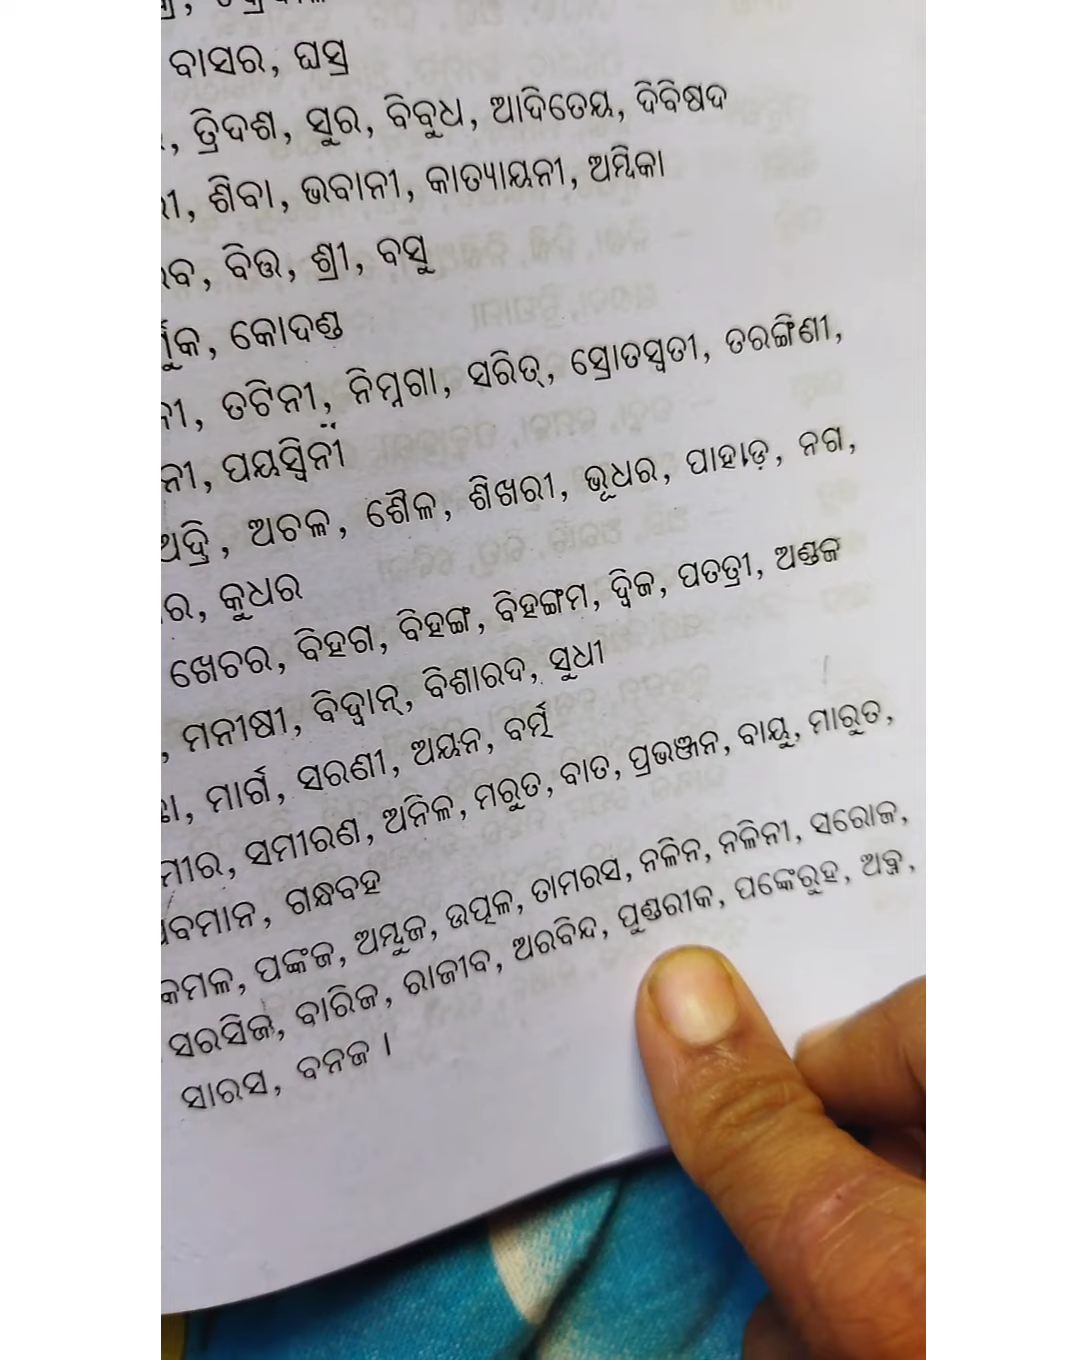 ବାସର, ଘସ୍ର
, ତ୍ରିଦଶ, ସୁର, ବିବୁଧ, ଆଦିତେୟ, ଦିବିଷଦ
, ଶିବା, ଭବାନୀ, କାତ୍ୟାୟନୀ, ଅମ୍ବିକା
, ବିତ୍ତ, ଶ୍ରୀ, ବସୁ
, କୋଦଣ୍ଡ
, ତଟିନୀ, ନିମ୍ନଗା, ସରିତ୍, ସ୍ରୋତସ୍ୱତୀ, ତରଙ୍ଗିଣୀ,
ନୀ, ପୟସ୍ୱିନୀ
ଅଦ୍ରି, ଅଚଳ, ଶୈଳ, ଶିଖରୀ, ଭୂଧର, ପାହାଡ଼, ନଗ,
ର, କୁଧର
ଖେଚର, ବିହଗ, ବିହଙ୍ଗ, ବିହଙ୍ଗମ, ଦ୍ୱିଜ, ପତତ୍ରୀ, ଅଣ୍ଡଜ
, ମନୀଷୀ, ବିଦ୍ୱାନ୍, ବିଶାରଦ, ସୁଧୀ
, ମାର୍ଗ, ସରଣୀ, ଅୟନ, ବର୍ତ୍ମ
ମୀର, ସମୀରଣ, ଅନିଳ, ମରୁତ, ବାତ, ପ୍ରଭଞ୍ଜନ, ବାୟୁ, ମାରୁତ,
ବମାନ, ଗନ୍ଧବହ
କମଳ, ପଙ୍କଜ, ଅମ୍ବୁଜ, ଉତ୍ପଳ, ତାମରସ, ନଳିନ, ନଳିନୀ, ସରୋଜ,
ସରସିଜ, ବାରିଜ, ରାଜୀବ, ଅରବିନ୍ଦ, ପୁଣ୍ଡରୀକ, ପଙ୍କେରୁହ, ଅବ୍ଜ,
ସାରସ, ବନଜ ।